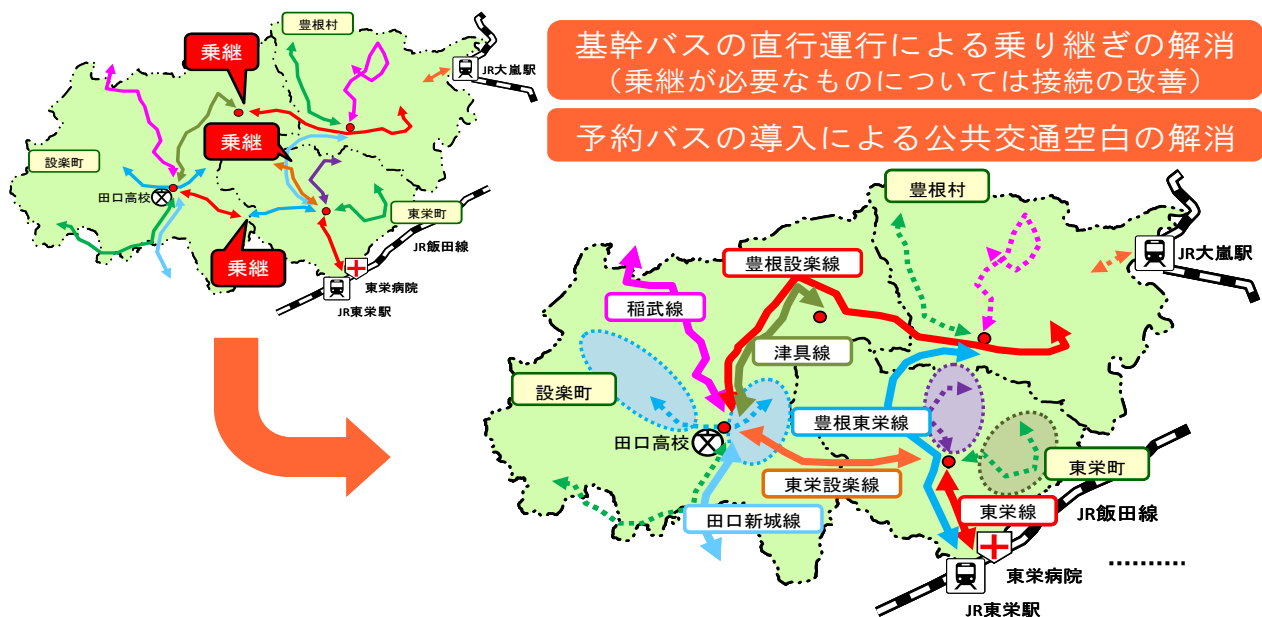 豊根村
乗継
JR大嵐駅
乗継
設楽町
田口高校
東栄町
乗継
JR飯田線
東栄病院
JR東栄駅
基幹バスの直行運行による乗り継ぎの解消
（乗継が必要なものについては接続の改善）
予約バスの導入による公共交通空白の解消
豊根村
JR大嵐駅
豊根設楽線
稲武線
津具線
設楽町
豊根東栄線
田口高校
東栄町
東栄設楽線
東栄線
JR飯田線
田口新城線
東栄病院
JR東栄駅